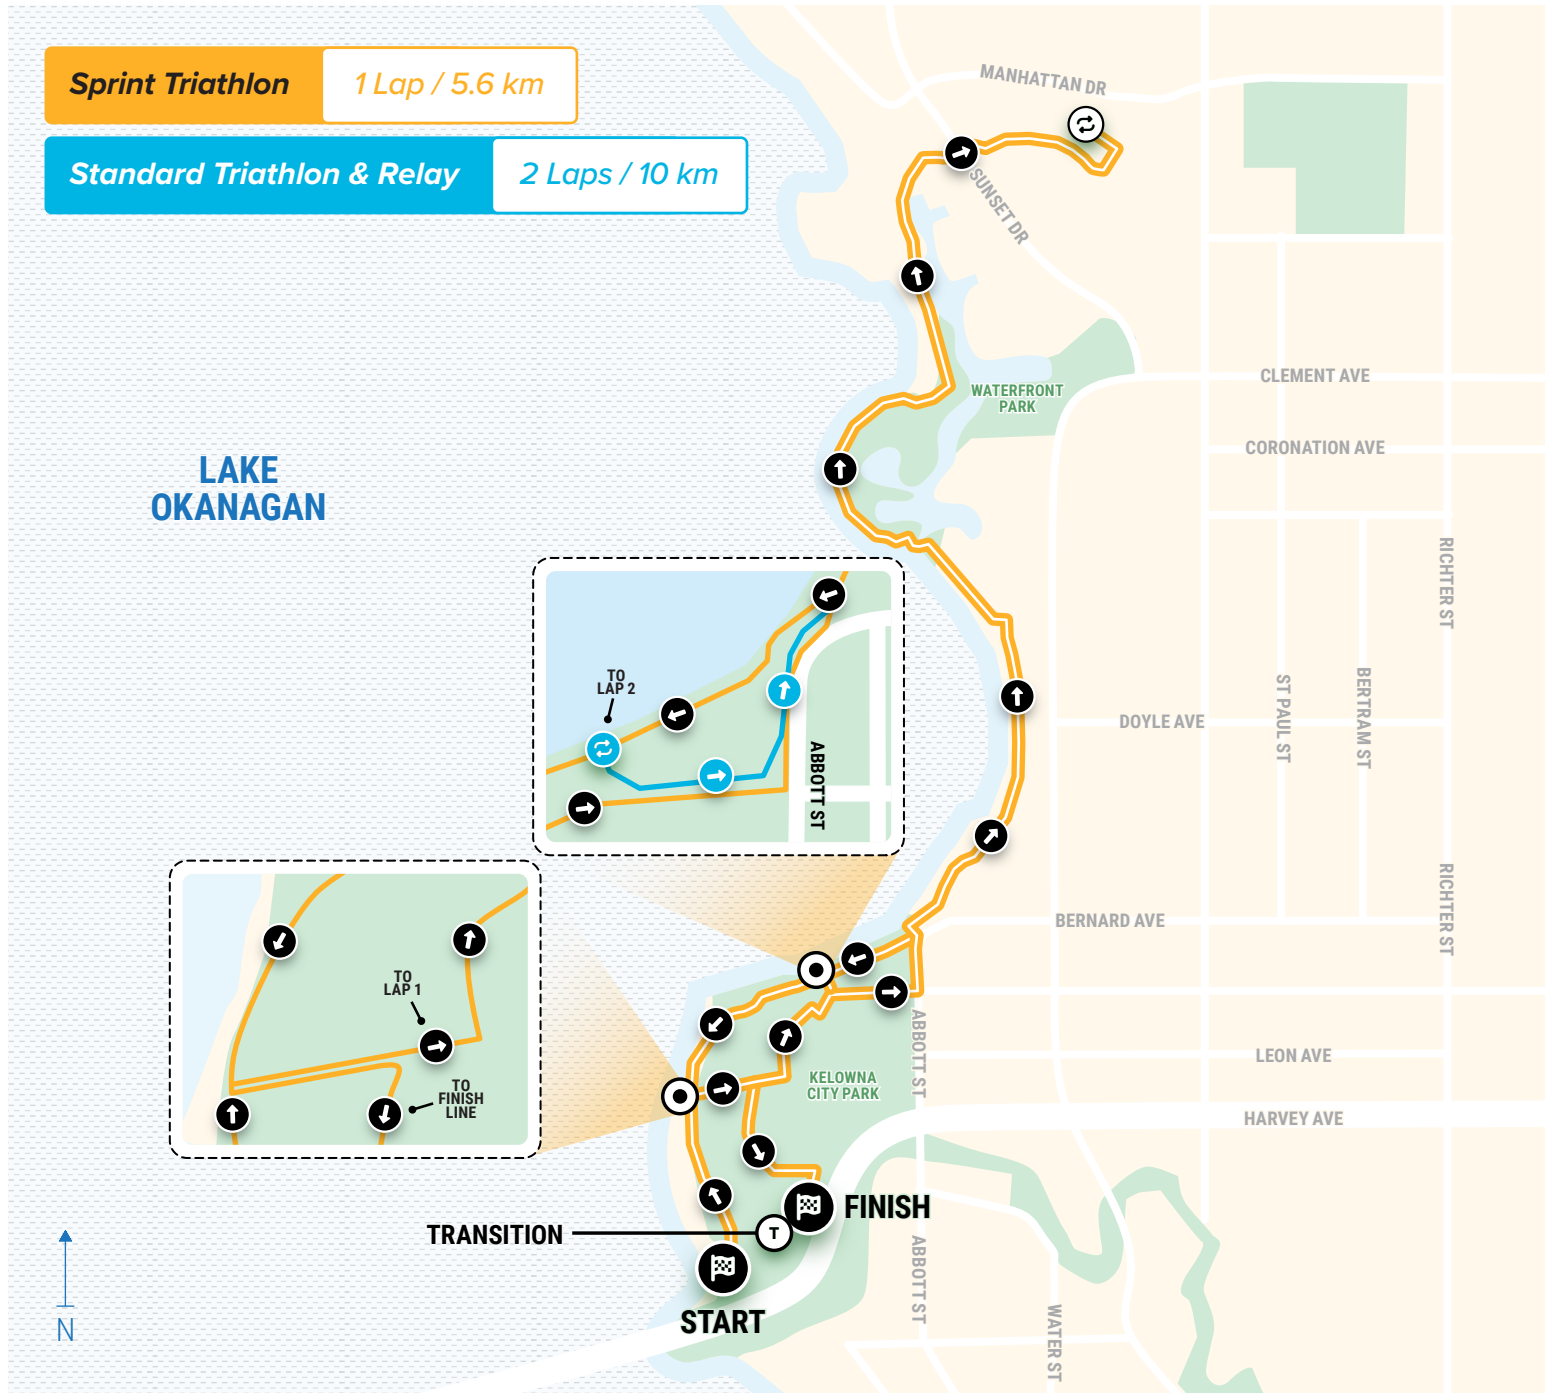 Sprint Triathlon
1 Lap / 5.6 km
Standard Triathlon & Relay
2 Laps / 10 km
MANHATTAN DR
SUNSET DR
WATERFRONT
PARK
CLEMENT AVE
CORONATION AVE
LAKE
OKANAGAN
RICHTER ST
ST PAUL ST
BERTRAM ST
DOYLE AVE
TO
LAP 2
ABBOTT ST
RICHTER ST
BERNARD AVE
TO
LAP 1
TO
FINISH
LINE
ABBOTT ST
LEON AVE
KELOWNA
CITY PARK
HARVEY AVE
FINISH
TRANSITION
T
START
ABBOTT ST
WATER ST
N